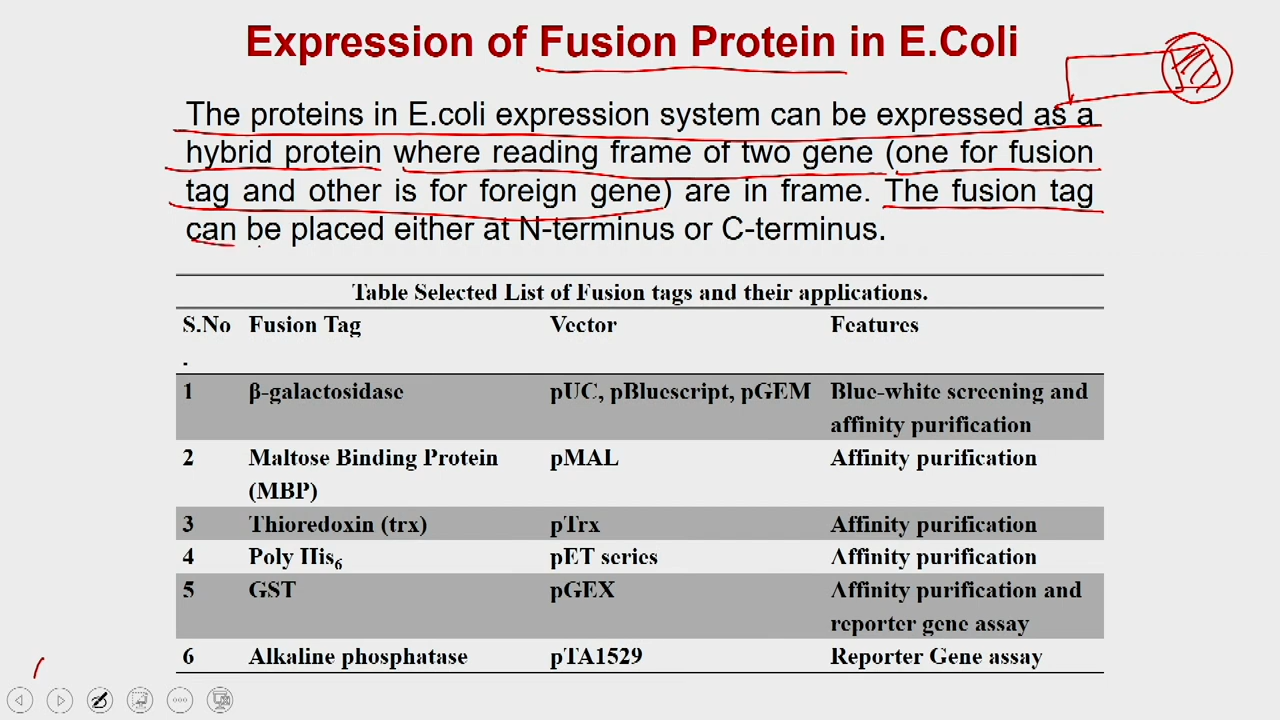 Expression of Fusion Protein in E.Coli
The proteins in E.coli expression system can be expressed as a
hybrid protein where reading frame of two gene (one for fusion
tag and other is for foreign gene) are in frame. The fusion tag
can be placed either at N-terminus or C-terminus.
Table Selected List of Fusion tags and their applications.
S.No Fusion Tag Vector Features
.
1 β-galactosidase pUC, pBluescript, pGEM Blue-white screening and
affinity purification
2 Maltose Binding Protein pMAL Affinity purification
(MBP)
3 Thioredoxin (trx) pTrx Affinity purification
4 Poly His₆ pET series Affinity purification
5 GST pGEX Affinity purification and
reporter gene assay
6 Alkaline phosphatase pTA1529 Reporter Gene assay